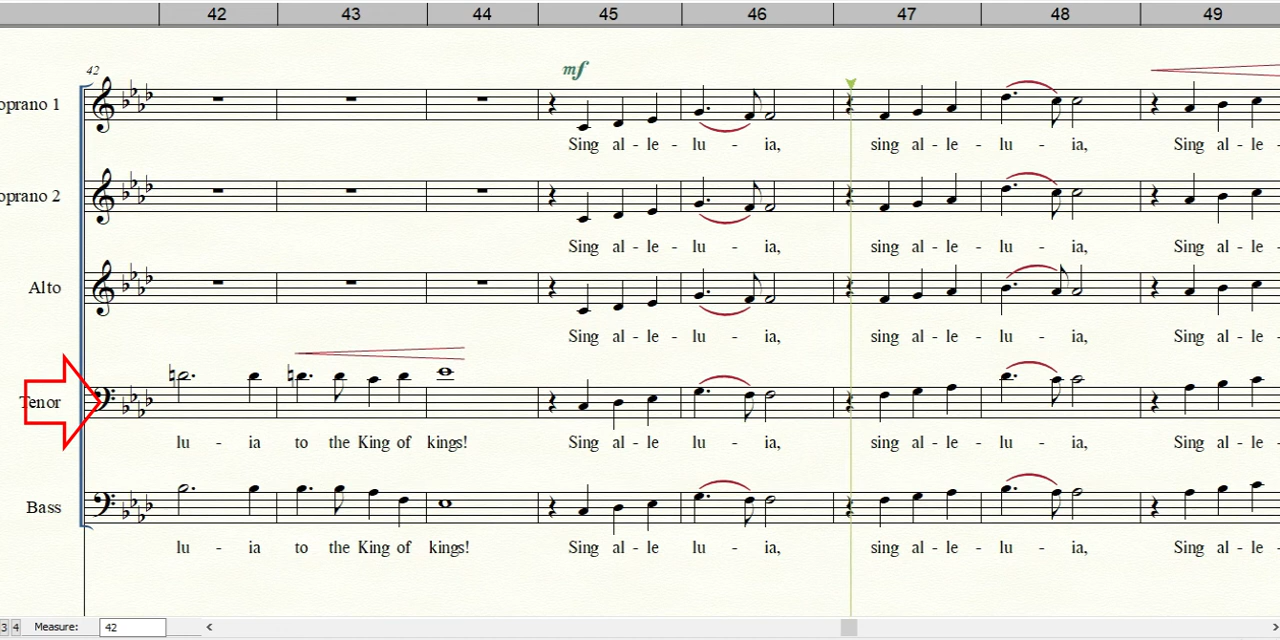 42 43 44 45 46 47 48 49
42
mf
oprano 1
Sing al - le - lu - ia, sing al - le - lu - ia, Sing al - le -
oprano 2
Sing al - le - lu - ia, sing al - le - lu - ia, Sing al - le -
Alto
Sing al - le - lu - ia, sing al - le - lu - ia, Sing al - le -
Tenor
lu - ia to the King of kings! Sing al - le lu - ia, sing al - le - lu - ia, Sing al - le -
Bass
lu - ia to the King of kings! Sing al - le lu - ia, sing al - le - lu - ia, Sing al - le -
3 4 Measure: 42